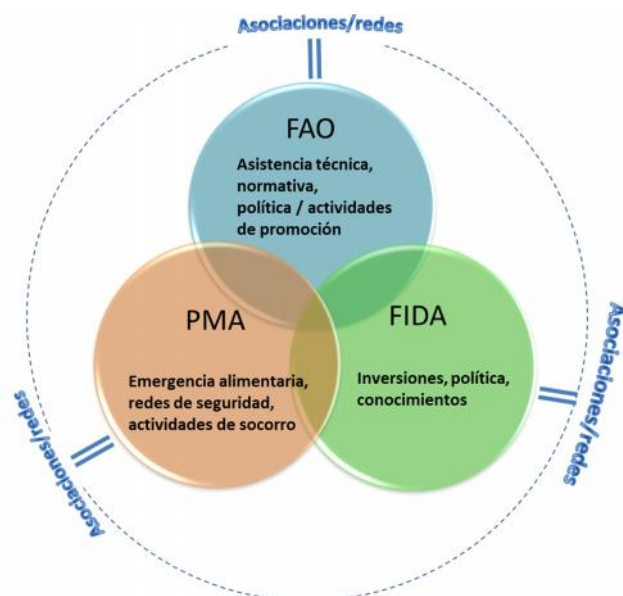 Asociaciones/redes
FAO
Asistencia técnica,
normativa,
política / actividades
de promoción
PMA
Emergencia alimentaria,
redes de seguridad,
actividades de socorro
FIDA
Inversiones, política,
conocimientos
Asociaciones/redes
Asociaciones/redes